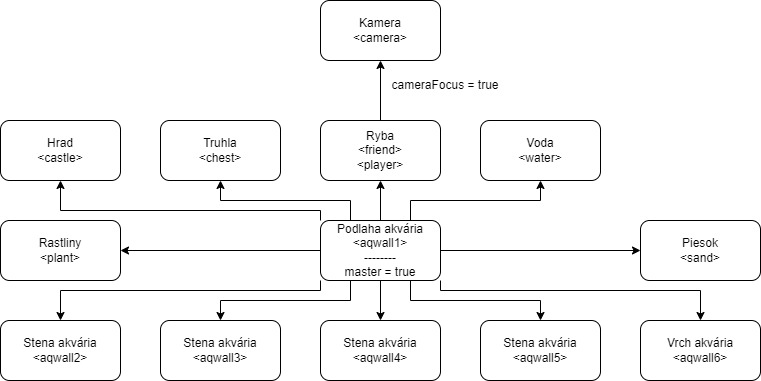 Kamera
<camera>
cameraFocus = true
Hrad
<castle>
Truhla
<chest>
Ryba
<friend>
<player>
Voda
<water>
Rastliny
<plant>
Podlaha akvária
<aqwall1>
--------
master = true
Piesok
<sand>
Stena akvária
<aqwall2>
Stena akvária
<aqwall3>
Stena akvária
<aqwall4>
Stena akvária
<aqwall5>
Vrch akvária
<aqwall6>